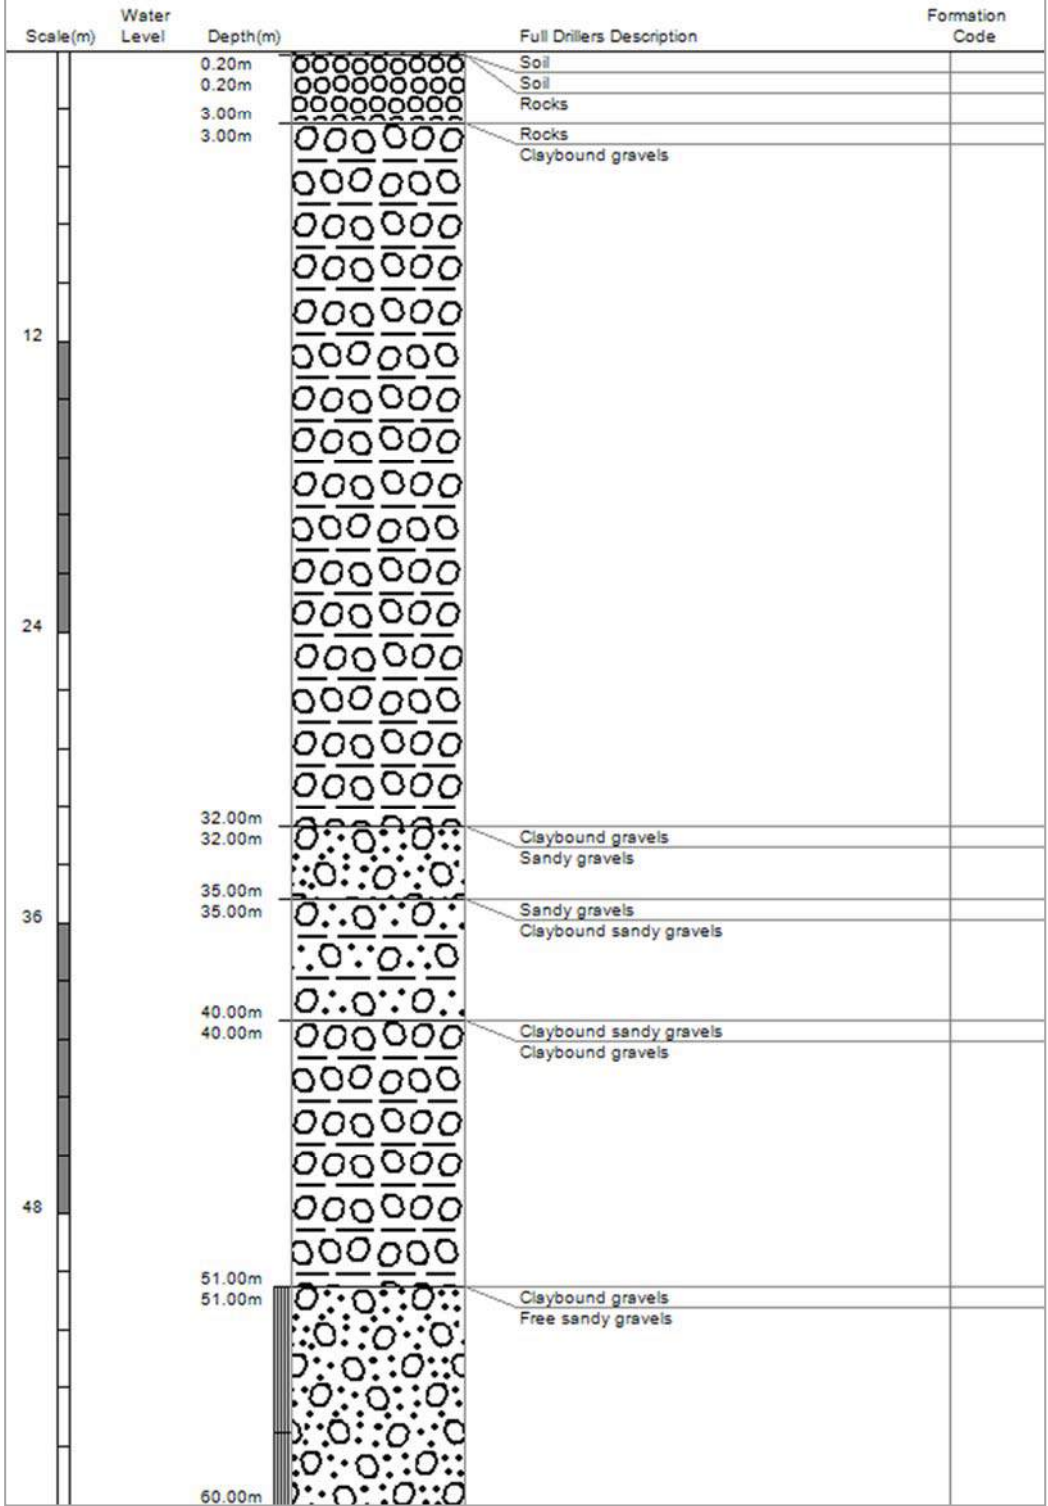 Water Formation
Scale(m) Level Depth(m) Full Drillers Description Code
0.20m Soil
0.20m Soil
3.00m Rocks
3.00m Rocks
Claybound gravels
12
24
32.00m Claybound gravels
32.00m Sandy gravels
35.00m Sandy gravels
36 35.00m Claybound sandy gravels
40.00m Claybound sandy gravels
40.00m Claybound gravels
48
51.00m Claybound gravels
51.00m Free sandy gravels
60.00m